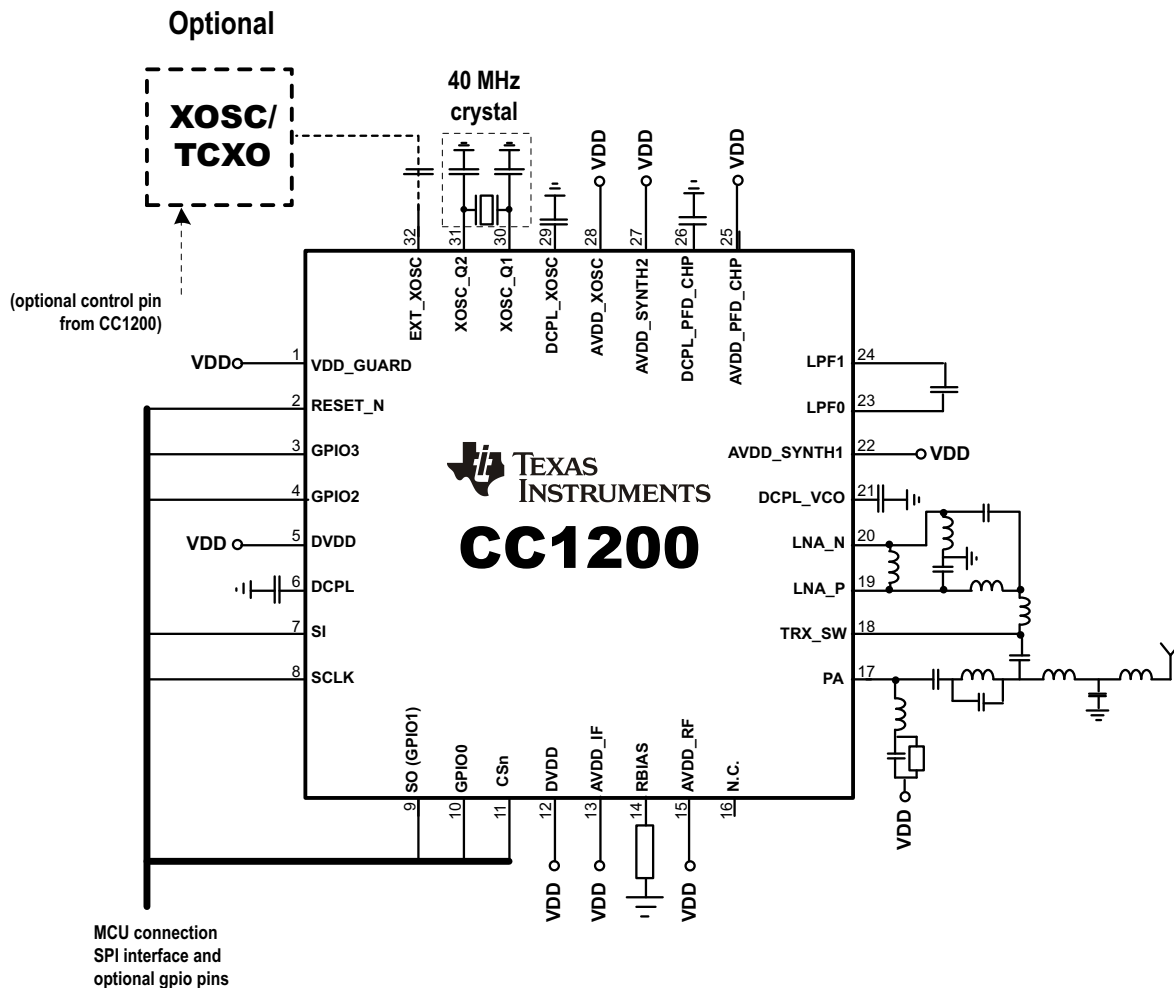 Optional
XOSC/
TCXO
40 MHz
crystal
(optional control pin
from CC1200)
VDD
VDD
VDD
32
31
30
29
28
27
26
25
EXT_XOSC
XOSC_Q2
XOSC_Q1
DCPL_XOSC
AVDD_XOSC
AVDD_SYNTH2
DCPL_PFD_CHP
AVDD_PFD_CHP
VDD
1
VDD_GUARD
2
RESET_N
3
GPIO3
4
GPIO2
VDD
5
DVDD
6
DCPL
7
SI
8
SCLK
TEXAS
INSTRUMENTS
CC1200
LPF1
24
LPF0
23
AVDD_SYNTH1
22
VDD
DCPL_VCO
21
LNA_N
20
LNA_P
19
TRX_SW
18
PA
17
VDD
SO (GPIO1)
GPIO0
CSn
DVDD
AVDD_IF
RBIAS
AVDD_RF
N.C.
9
10
11
12
13
14
15
16
VDD
VDD
VDD
MCU connection
SPI interface and
optional gpio pins